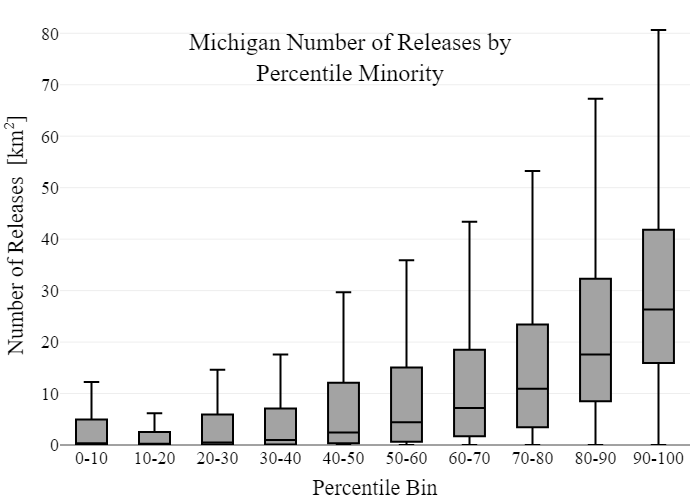 Michigan Number of Releases by
Percentile Minority
Number of Releases [km²]
80
70
60
50
40
30
20
10
0
0-10 10-20 20-30 30-40 40-50 50-60 60-70 70-80 80-90 90-100
Percentile Bin